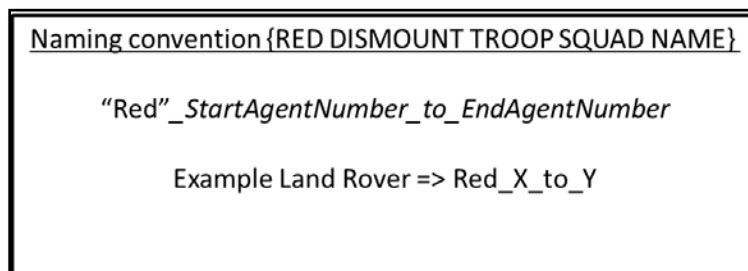 Naming convention {RED DISMOUNT TROOP SQUAD NAME}
“Red”_StartAgentNumber_to_EndAgentNumber
Example Land Rover => Red_X_to_Y